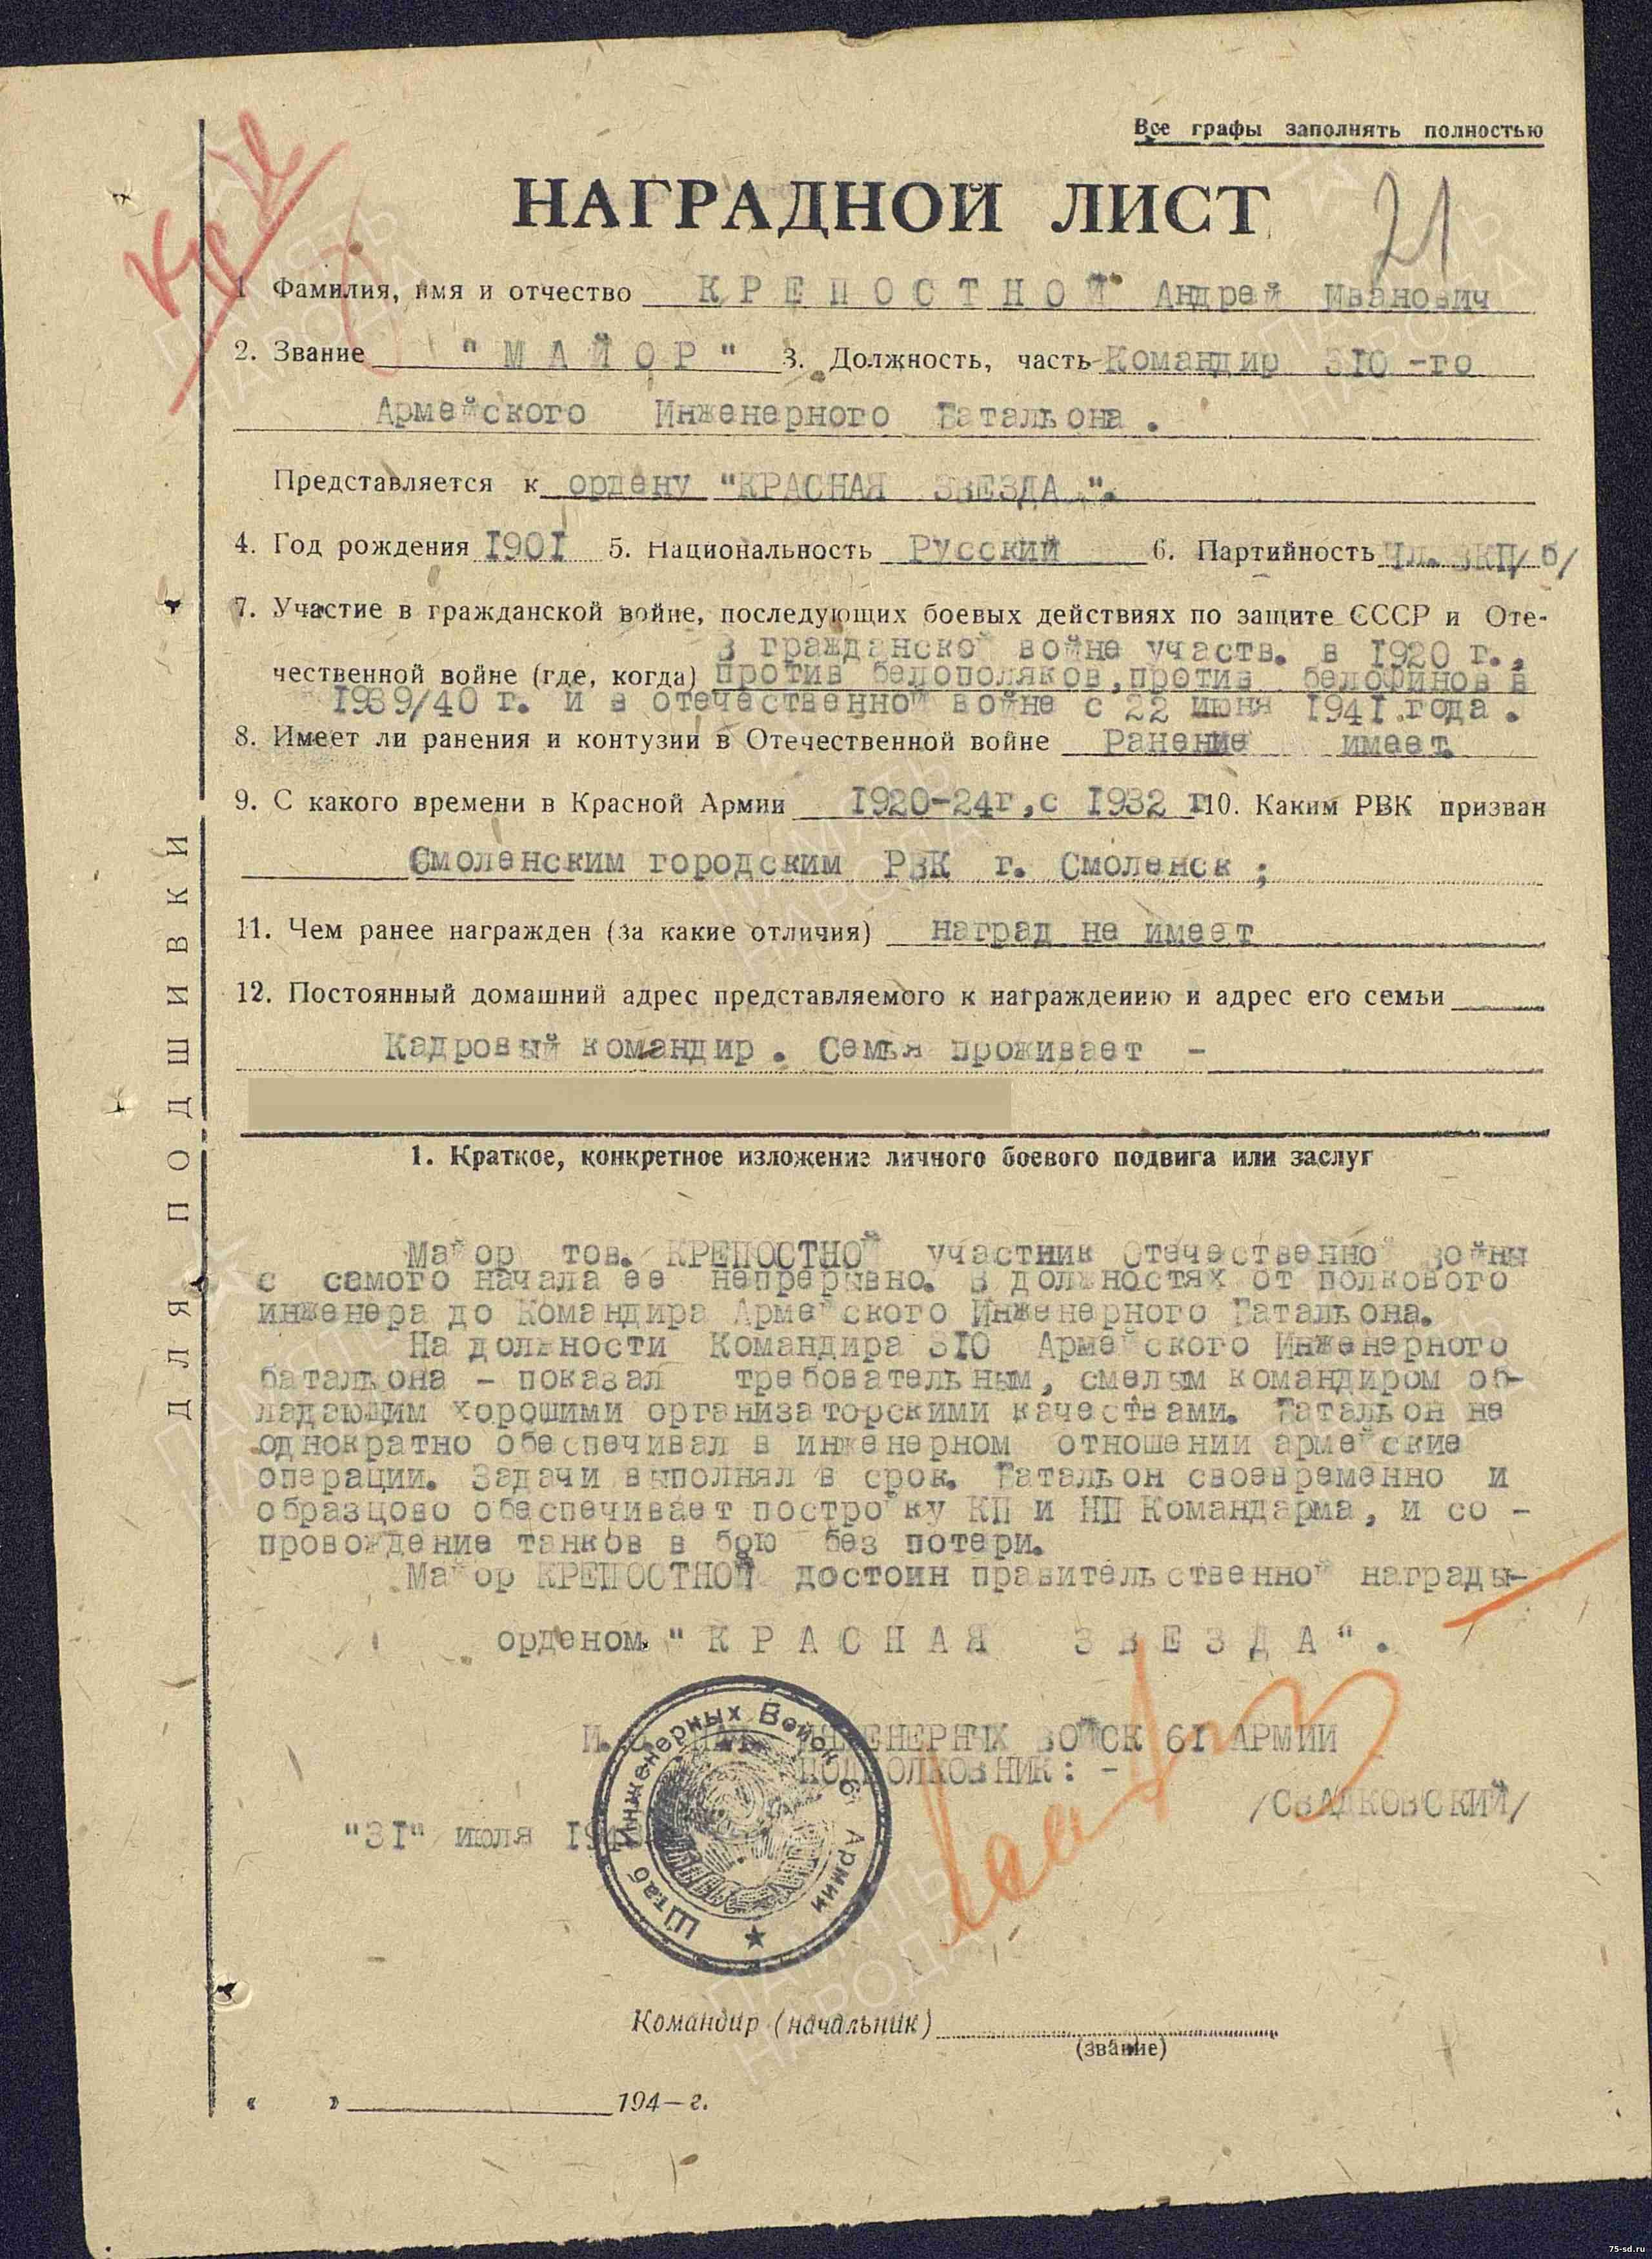 Все графы заполнять полностью
НАГРАДНОЙ ЛИСТ
21
1 Фамилия, имя и отчество КРЕПОСТНОЙ Андрей Иванович
2. Звание "МАЙОР" 3. Должность, часть Командир 310-го
Армейского Инженерного Батальона.
Представляется к ордену "КРАСНАЯ ЗВЕЗДА".
4. Год рождения 1901 5. Национальность Русский 6. Партийность Чл. ВКП/б/
7. Участие в гражданской войне, последующих боевых действиях по защите СССР и Оте-
В гражданской войне участв. в 1920 г.,
чественной войне (где, когда) против белополяков, против белофинов в
1939/40 г. и в отечественной войне с 22 июня 1941 года.
8. Имеет ли ранения и контузии в Отечественной войне Ранение имеет
9. С какого времени в Красной Армии 1920-24г, с 1932 г 10. Каким РВК призван
Смоленским городским РВК г. Смоленск ;
11. Чем ранее награжден (за какие отличия) наград не имеет
12. Постоянный домашний адрес представляемого к награждению и адрес его семьи
Кадровый командир. Семья проживает -
1. Краткое, конкретное изложение личного боевого подвига или заслуг
Майор тов. КРЕПОСТНОЙ участник Отечественной войны
с самого начала ее непрерывно. В должностях от полкового
инженера до Командира Армейского Инженерного Батальона.
На должности Командира 310 Армейского Инженерного
батальона - показал требовательным, смелым командиром об-
ладающим хорошими организаторскими качествами. Батальон не
однократно обеспечивал в инженерном отношении армейские
операции. Задачи выполнял в срок. Батальон своевременно и
образцово обеспечивает постройку КП и НП Командарма, и со -
провождение танков в бою без потери.
Майор КРЕПОСТНОЙ достоин правительственной награды-
орденом "КРАСНАЯ ЗВЕЗДА".
ИНЖЕНЕРНЫХ ВОЙСК 61 АРМИИ
ПОДПОЛКОВНИК: -
/СВАДКОВСКИЙ/
"31" июля
Штаб Инженерных Войск 61 Армии
Командир (начальник)
(звание)
« » 194 — г.
ДЛЯ ПОДШИВКИ
ПАМЯТЬ НАРОДА
75-sd.ru